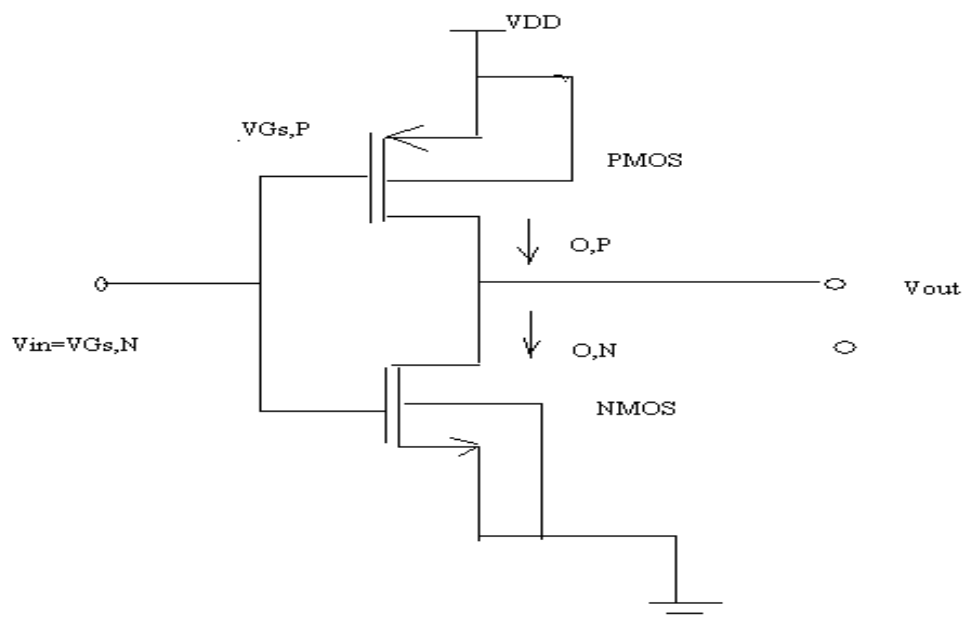 VDD
VGs,P
PMOS
O,P
Vout
Vin=VGs,N
O,N
NMOS